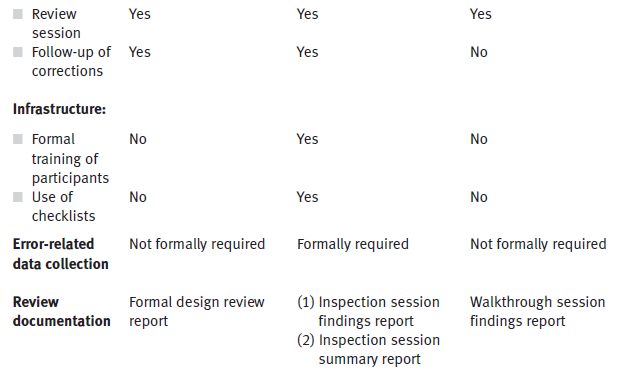 Review Yes Yes Yes
session
Follow-up of Yes Yes No
corrections
Infrastructure:
Formal No Yes No
training of
participants
Use of No Yes No
checklists
Error-related Not formally required Formally required Not formally required
data collection
Review Formal design review (1) Inspection session Walkthrough session
documentation report findings report findings report
(2) Inspection session
summary report